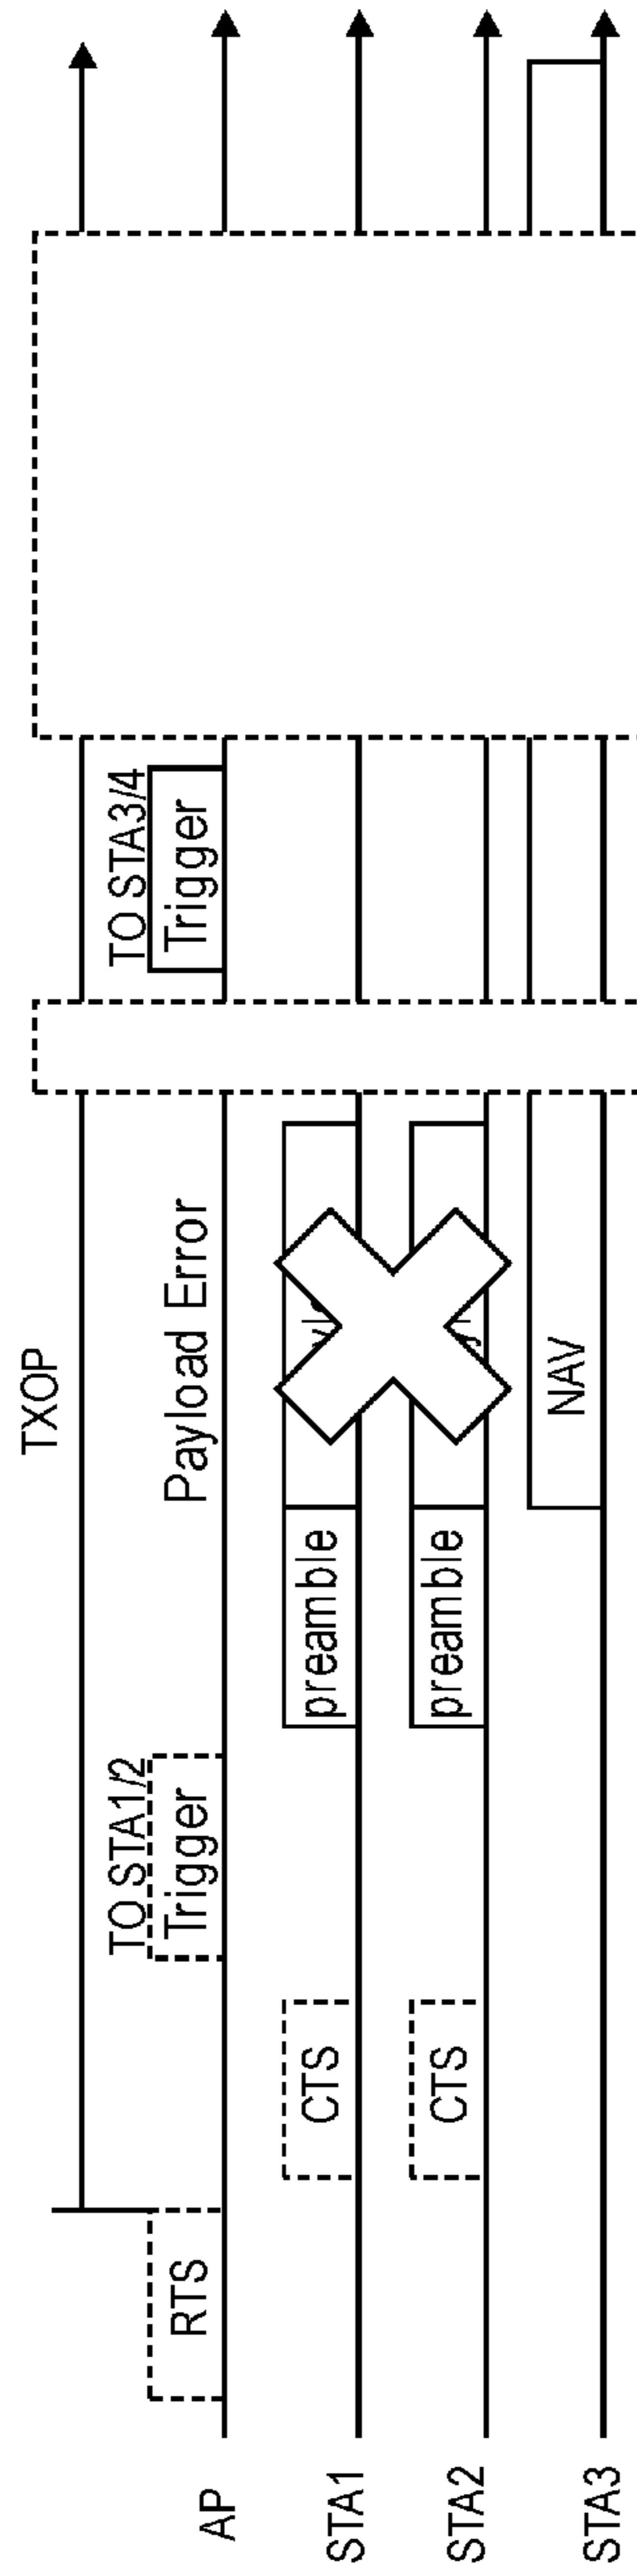 TXOP
AP
RTS
TO STA1/2
Trigger
Payload Error
TO STA3/4
Trigger
STA1
CTS
preamble
STA2
CTS
preamble
STA3
NAV